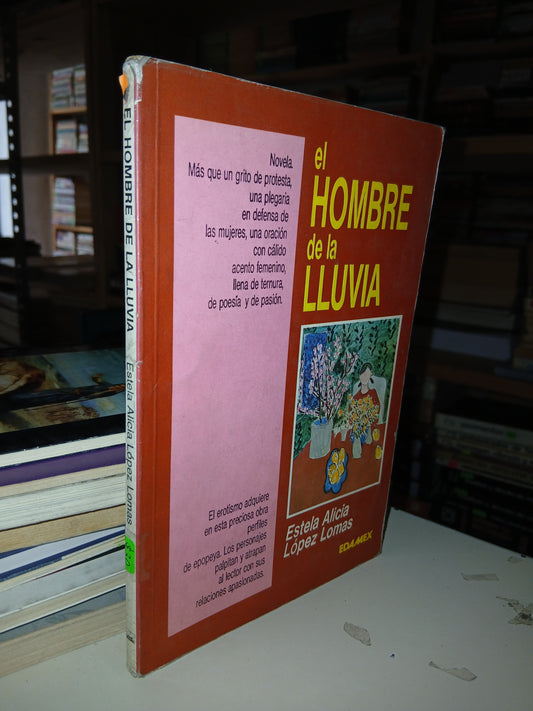 EL HOMBRE DE LA LLUVIA
Estela Alicia López Lomas
Novela.
Más que un grito de protesta,
una plegaria
en defensa de
las mujeres, una oración
con cálido
acento femenino,
llena de ternura,
de poesía y de pasión.
El erotismo adquiere
en esta preciosa obra
perfiles
de epopeya. Los personajes
palpitan y atrapan
al lector con sus
relaciones apasionadas.
el
HOMBRE
de la
LLUVIA
Estela Alicia
López Lomas
EDAMEX